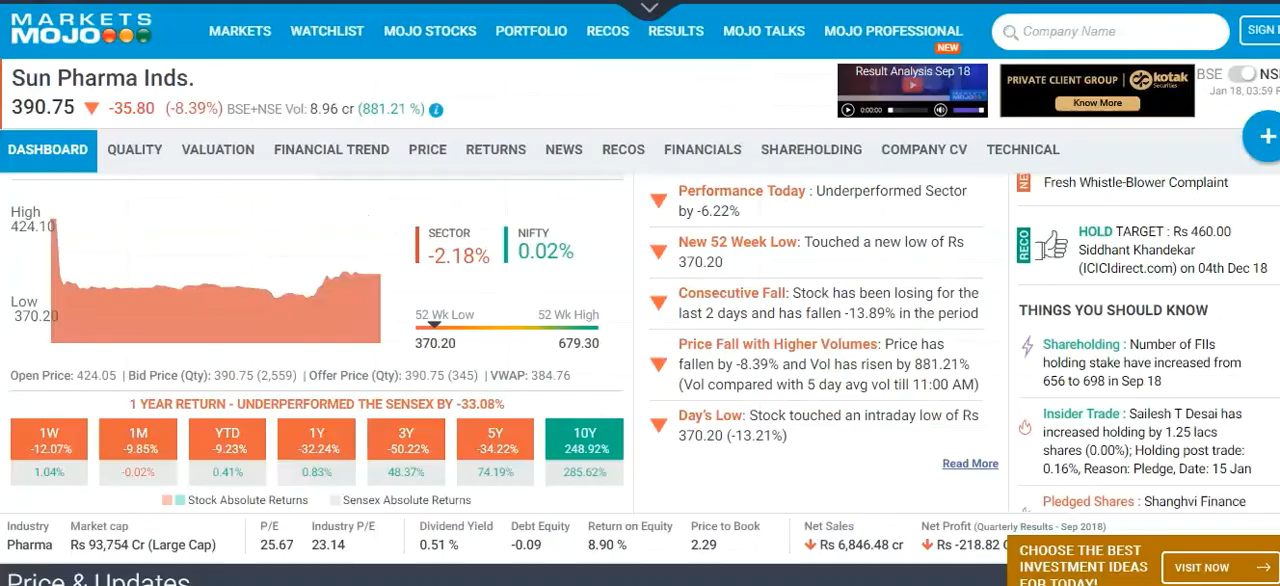 MARKETS
MOJO
MARKETS WATCHLIST MOJO STOCKS PORTFOLIO RECOS RESULTS MOJO TALKS MOJO PROFESSIONAL
NEW
Company Name
SIGN
Sun Pharma Inds.
390.75 -35.80 (-8.39%) BSE+NSE Vol: 8.96 cr (881.21 %)
Result Analysis Sep 18
0:00:00
PRIVATE CLIENT GROUP kotak
Securities
Know More
BSE NS
Jan 18, 03:59
DASHBOARD QUALITY VALUATION FINANCIAL TREND PRICE RETURNS NEWS RECOS FINANCIALS SHAREHOLDING COMPANY CV TECHNICAL
High
424.10
Low
370.20
SECTOR
-2.18%
NIFTY
0.02%
52 Wk Low 52 Wk High
370.20 679.30
Open Price: 424.05 | Bid Price (Qty): 390.75 (2,559) | Offer Price (Qty): 390.75 (345) | VWAP: 384.76
1 YEAR RETURN - UNDERPERFORMED THE SENSEX BY -33.08%
1W 1M YTD 1Y 3Y 5Y 10Y
-12.07% -9.85% -9.23% -32.24% -50.22% -34.22% 248.92%
1.04% -0.02% 0.41% 0.83% 48.37% 74.19% 285.62%
Stock Absolute Returns Sensex Absolute Returns
Performance Today : Underperformed Sector
by -6.22%
New 52 Week Low: Touched a new low of Rs
370.20
Consecutive Fall: Stock has been losing for the
last 2 days and has fallen -13.89% in the period
Price Fall with Higher Volumes: Price has
fallen by -8.39% and Vol has risen by 881.21%
(Vol compared with 5 day avg vol till 11:00 AM)
Day's Low: Stock touched an intraday low of Rs
370.20 (-13.21%)
Read More
Fresh Whistle-Blower Complaint
RECO
HOLD TARGET : Rs 460.00
Siddhant Khandekar
(ICICIdirect.com) on 04th Dec 18
THINGS YOU SHOULD KNOW
Shareholding : Number of FIIs
holding stake have increased from
656 to 698 in Sep 18
Insider Trade : Sailesh T Desai has
increased holding by 1.25 lacs
shares (0.00%); Holding post trade:
0.16%, Reason: Pledge, Date: 15 Jan
Pledged Shares : Shanghvi Finance
Industry Market cap P/E Industry P/E Dividend Yield Debt Equity Return on Equity Price to Book Net Sales Net Profit (Quarterly Results - Sep 2018)
Pharma Rs 93,754 Cr (Large Cap) 25.67 23.14 0.51 % -0.09 8.90 % 2.29 Rs 6,846.48 cr Rs -218.82
CHOOSE THE BEST
INVESTMENT IDEAS
FOR TODAY!
VISIT NOW
Price & Updates